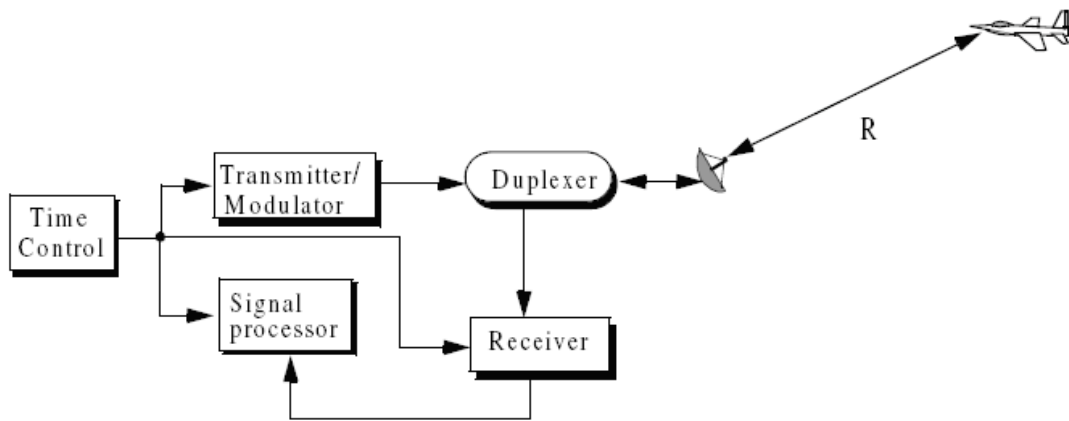 R
Transmitter/
Modulator
Duplexer
Time
Control
Signal
processor
Receiver